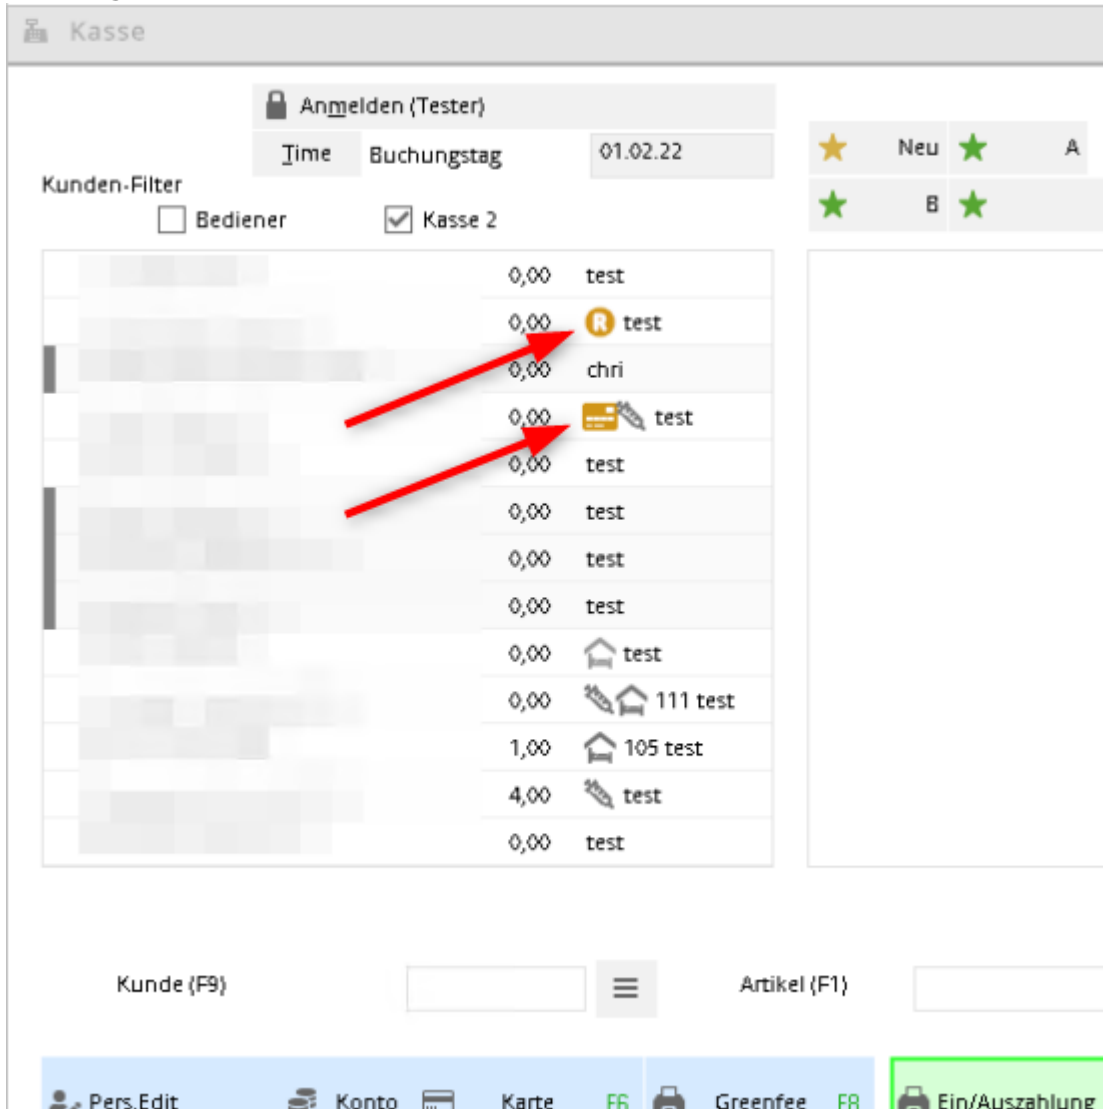 Kasse
Anmelden (Tester)
Time Buchungstag 01.02.22
Neu A
Kunden-Filter
Bediener Kasse 2
B
0,00 test
0,00 R test
0,00 chri
0,00 test
0,00 test
0,00 test
0,00 test
0,00 test
0,00 test
0,00 111 test
1,00 105 test
4,00 test
0,00 test
Kunde (F9) Artikel (F1)
Pers.Edit Konto Karte F6 Greenfee F8 Ein/Auszahlung